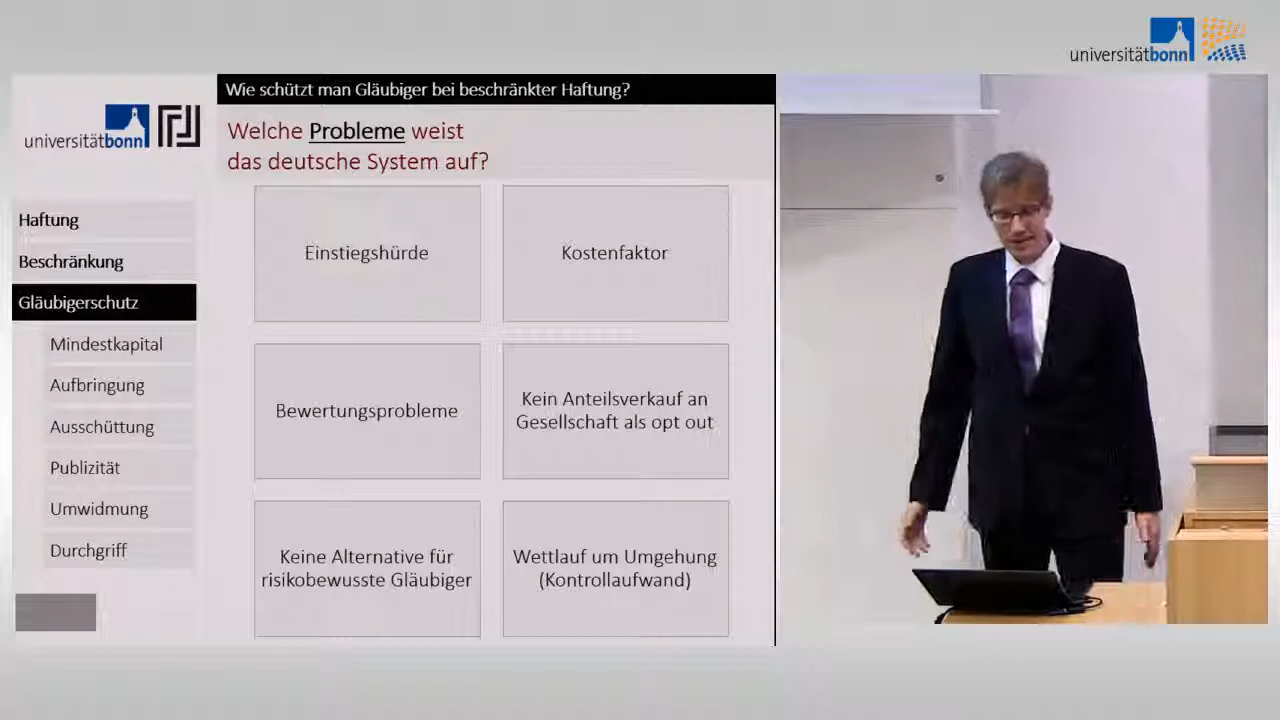 universitätbonn
Wie schützt man Gläubiger bei beschränkter Haftung?
universitätbonn
Welche Probleme weist
das deutsche System auf?
Haftung
Beschränkung
Gläubigerschutz
Mindestkapital
Aufbringung
Ausschüttung
Publizität
Umwidmung
Durchgriff
Einstiegshürde
Kostenfaktor
Bewertungsprobleme
Kein Anteilsverkauf an
Gesellschaft als opt out
Keine Alternative für
risikobewusste Gläubiger
Wettlauf um Umgehung
(Kontrollaufwand)